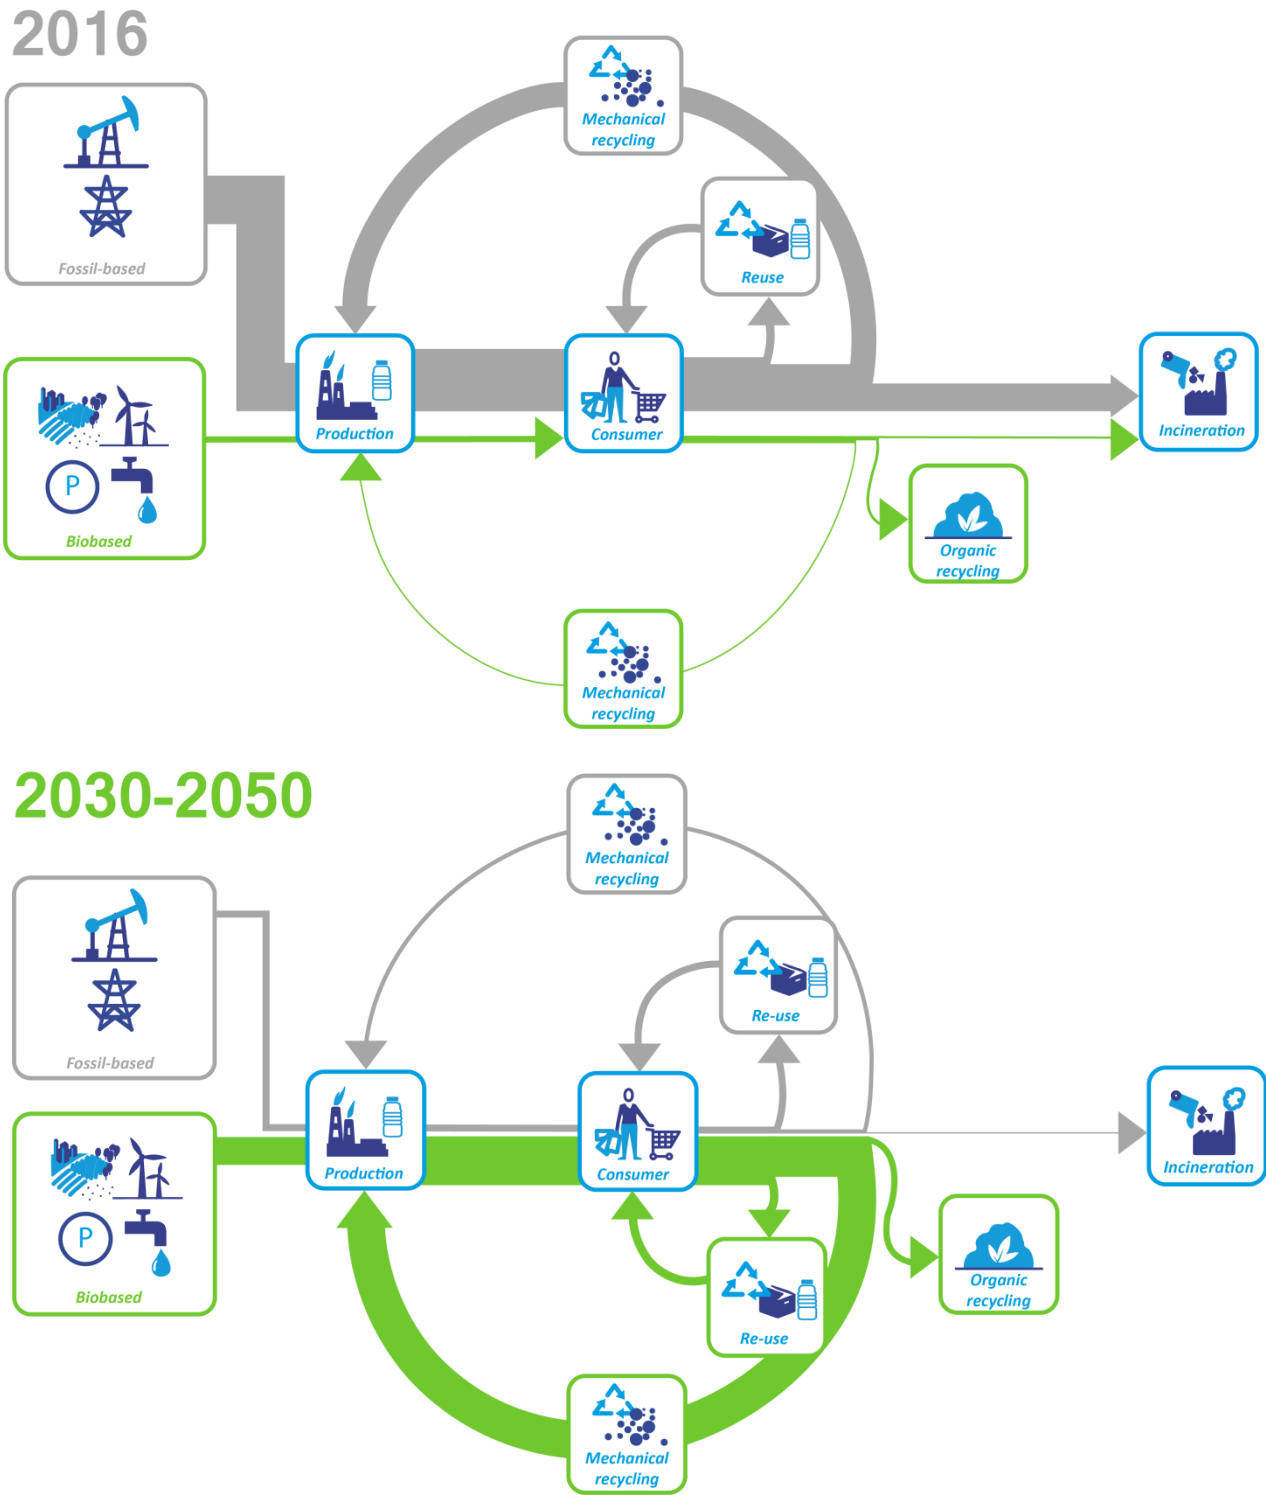 2016
Mechanical
recycling
Reuse
Fossil-based
Production
Consumer
Incineration
P
Biobased
Organic
recycling
Mechanical
recycling
2030-2050
Mechanical
recycling
Re-use
Fossil-based
Production
Consumer
Incineration
P
Biobased
Organic
recycling
Re-use
Mechanical
recycling